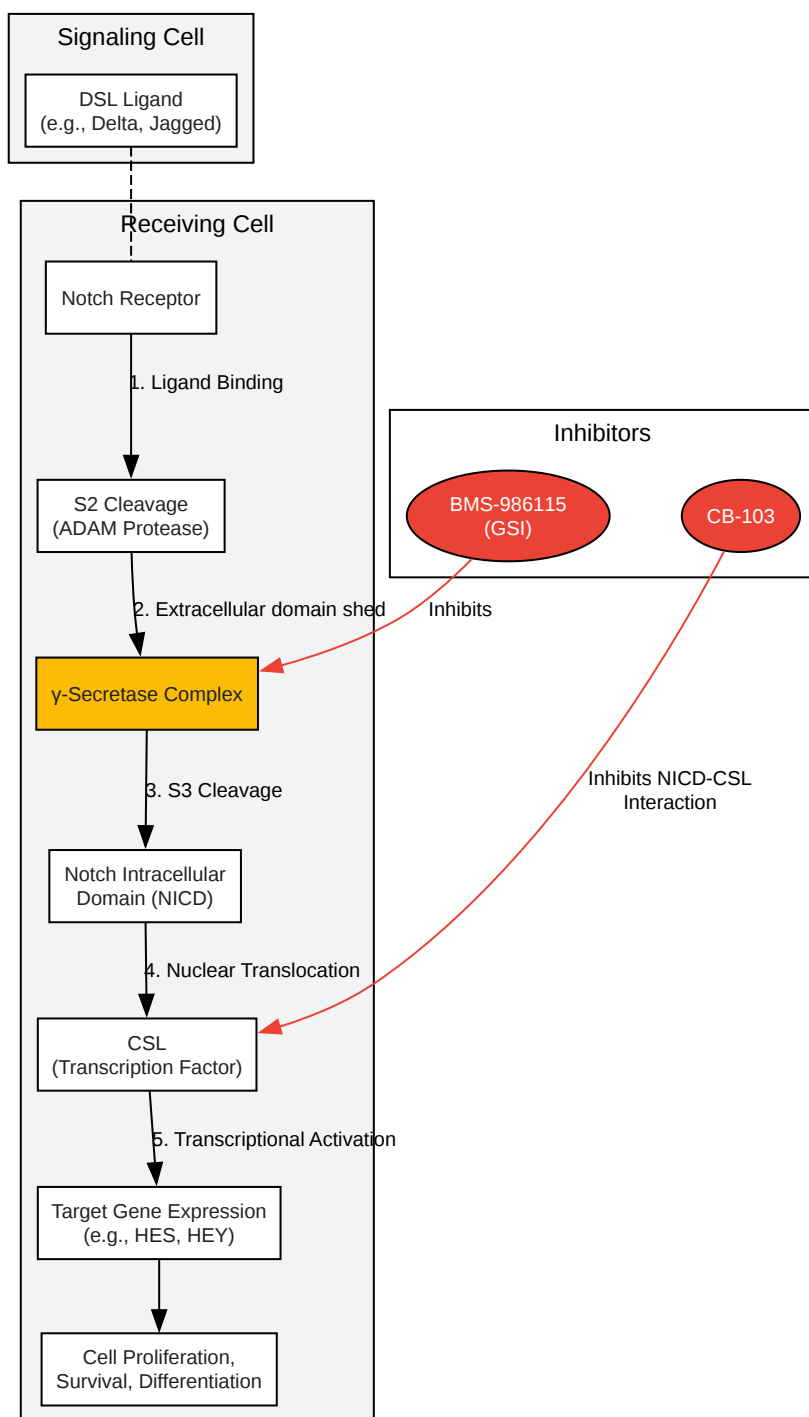 Signaling Cell
DSL Ligand
(e.g., Delta, Jagged)
Receiving Cell
Notch Receptor
1. Ligand Binding
Inhibitors
BMS-986115
(GSI)
CB-103
S2 Cleavage
(ADAM Protease)
2. Extracellular domain shed
Inhibits
γ-Secretase Complex
3. S3 Cleavage
Inhibits NICD-CSL
Interaction
Notch Intracellular
Domain (NICD)
4. Nuclear Translocation
CSL
(Transcription Factor)
5. Transcriptional Activation
Target Gene Expression
(e.g., HES, HEY)
Cell Proliferation,
Survival, Differentiation